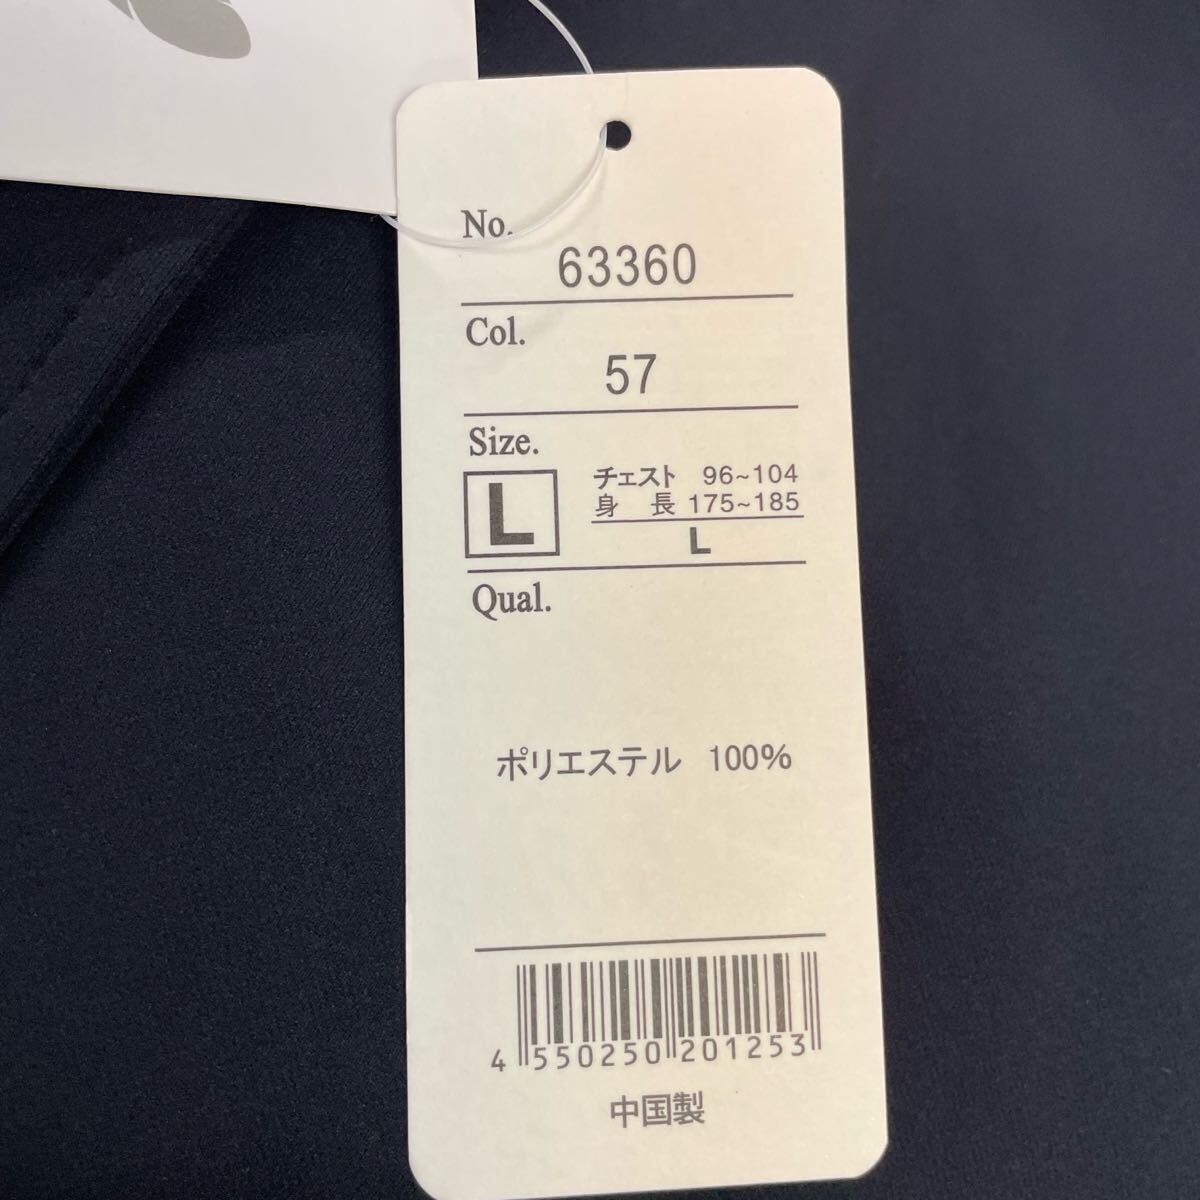 No.
63360
Col.
57
Size.
L
チェスト 96~104
身 長 175~185
L
Qual.
ポリエステル 100%
4 550250 201253
中国製